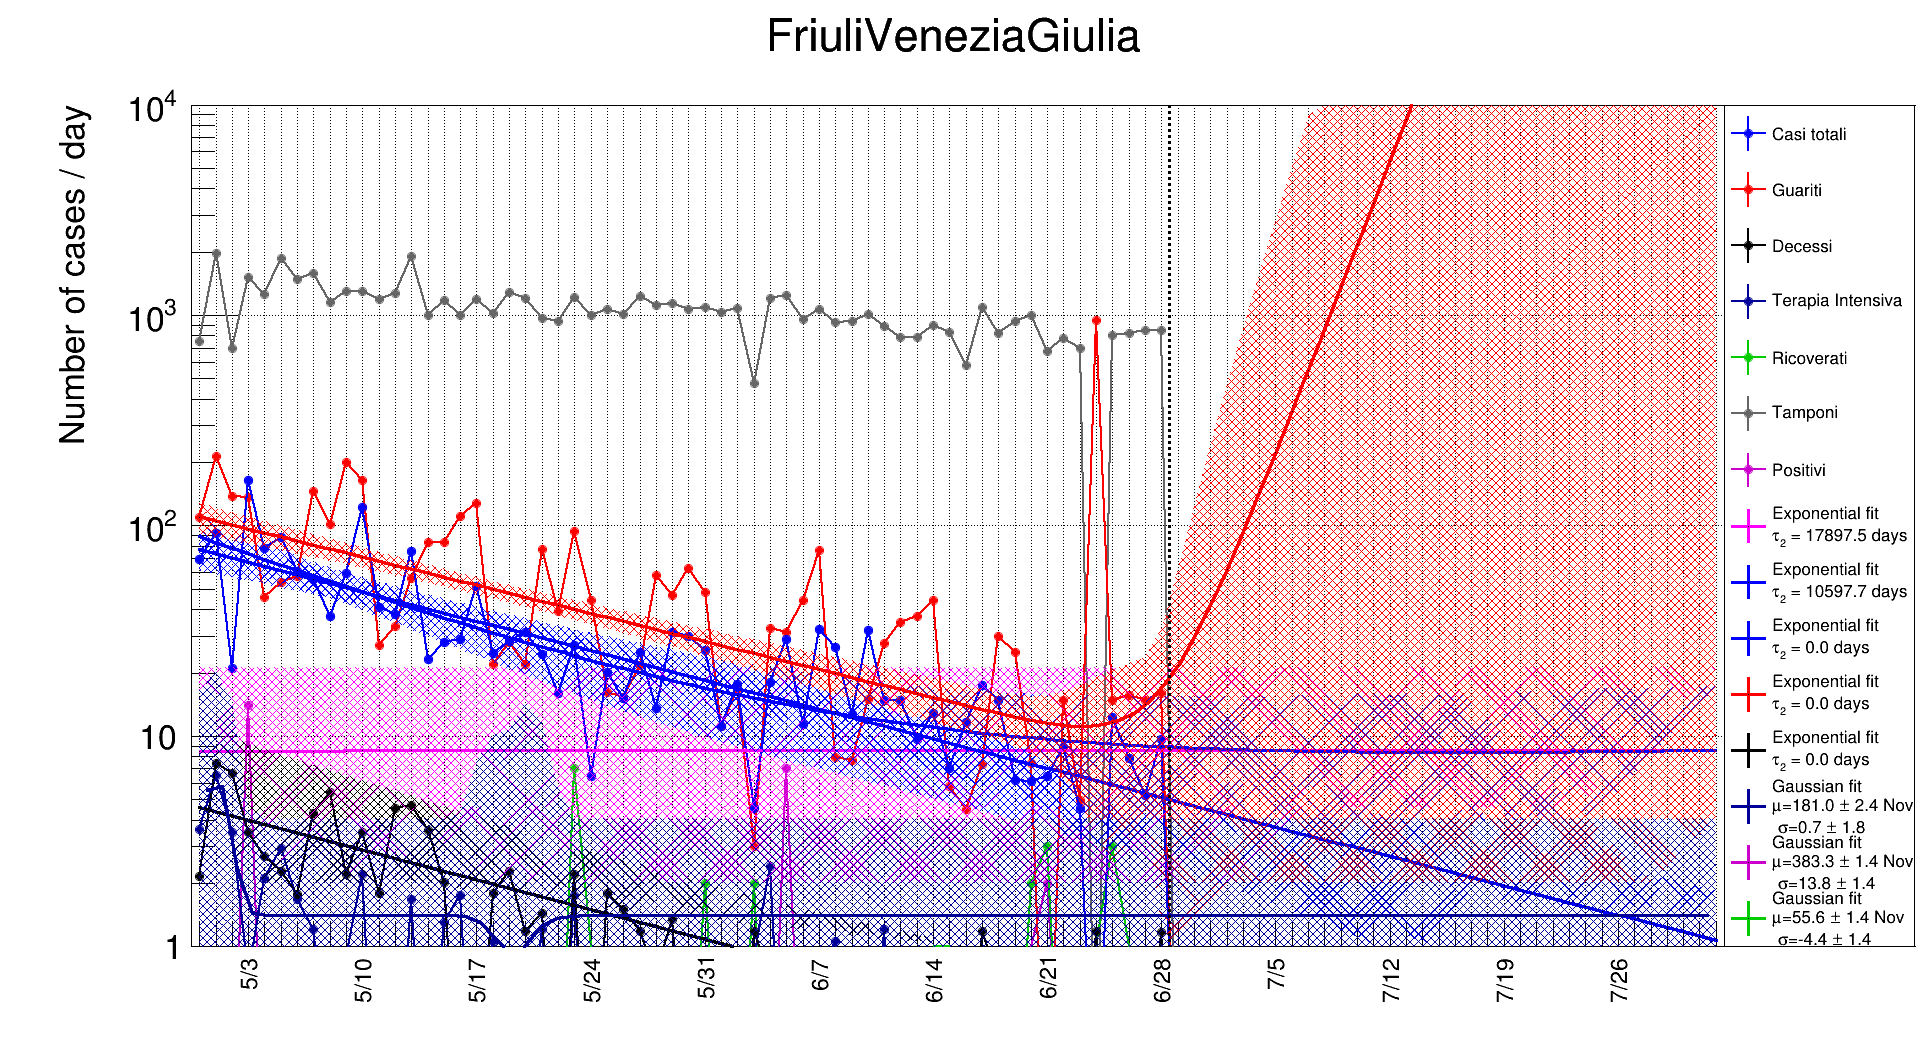 FriuliVeneziaGiulia
Number of cases / day
10^4
10^3
10^2
10
1
5/3
5/10
5/17
5/24
5/31
6/7
6/14
6/21
6/28
7/5
7/12
7/19
7/26
Casi totali
Guariti
Decessi
Terapia Intensiva
Ricoverati
Tamponi
Positivi
Exponential fit
τ2 = 17897.5 days
Exponential fit
τ2 = 10597.7 days
Exponential fit
τ2 = 0.0 days
Exponential fit
τ2 = 0.0 days
Exponential fit
τ2 = 0.0 days
Gaussian fit
μ=181.0 ± 2.4 Nov
σ=0.7 ± 1.8
Gaussian fit
μ=383.3 ± 1.4 Nov
σ=13.8 ± 1.4
Gaussian fit
μ=55.6 ± 1.4 Nov
σ=-4.4 ± 1.4